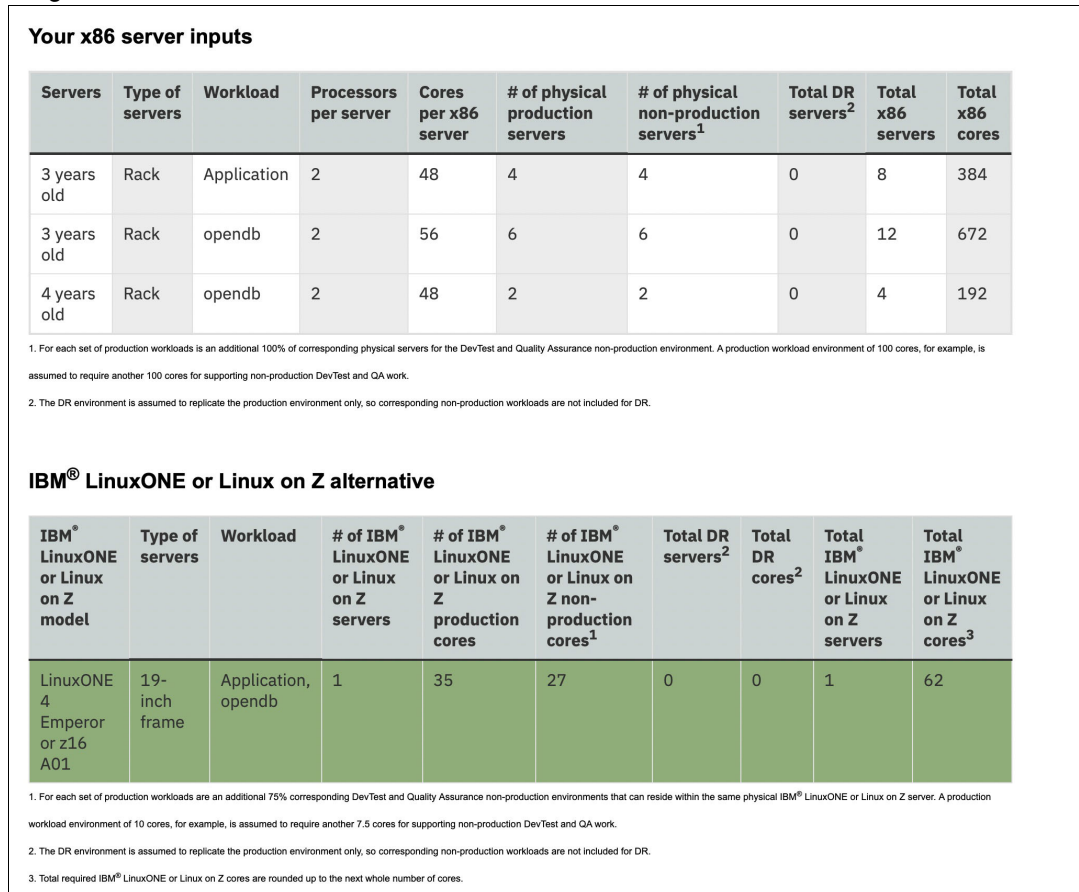 Your x86 server inputs
Servers Type of servers Workload Processors per server Cores per x86 server # of physical production servers # of physical non-production servers1 Total DR servers2 Total x86 servers Total x86 cores
3 years old Rack Application 2 48 4 4 0 8 384
3 years old Rack opendb 2 56 6 6 0 12 672
4 years old Rack opendb 2 48 2 2 0 4 192
1. For each set of production workloads is an additional 100% of corresponding physical servers for the DevTest and Quality Assurance non-production environment. A production workload environment of 100 cores, for example, is
assumed to require another 100 cores for supporting non-production DevTest and QA work.
2. The DR environment is assumed to replicate the production environment only, so corresponding non-production workloads are not included for DR.
IBM® LinuxONE or Linux on Z alternative
IBM® LinuxONE or Linux on Z model Type of servers Workload # of IBM® LinuxONE or Linux on Z servers # of IBM® LinuxONE or Linux on Z production cores # of IBM® LinuxONE or Linux on Z non-production cores1 Total DR servers2 Total DR cores2 Total IBM® LinuxONE or Linux on Z servers Total IBM® LinuxONE or Linux on Z cores3
LinuxONE 4 Emperor or z16 A01 19-inch frame Application, opendb 1 35 27 0 0 1 62
1. For each set of production workloads are an additional 75% corresponding DevTest and Quality Assurance non-production environments that can reside within the same physical IBM® LinuxONE or Linux on Z server. A production
workload environment of 10 cores, for example, is assumed to require another 7.5 cores for supporting non-production DevTest and QA work.
2. The DR environment is assumed to replicate the production environment only, so corresponding non-production workloads are not included for DR.
3. Total required IBM® LinuxONE or Linux on Z cores are rounded up to the next whole number of cores.